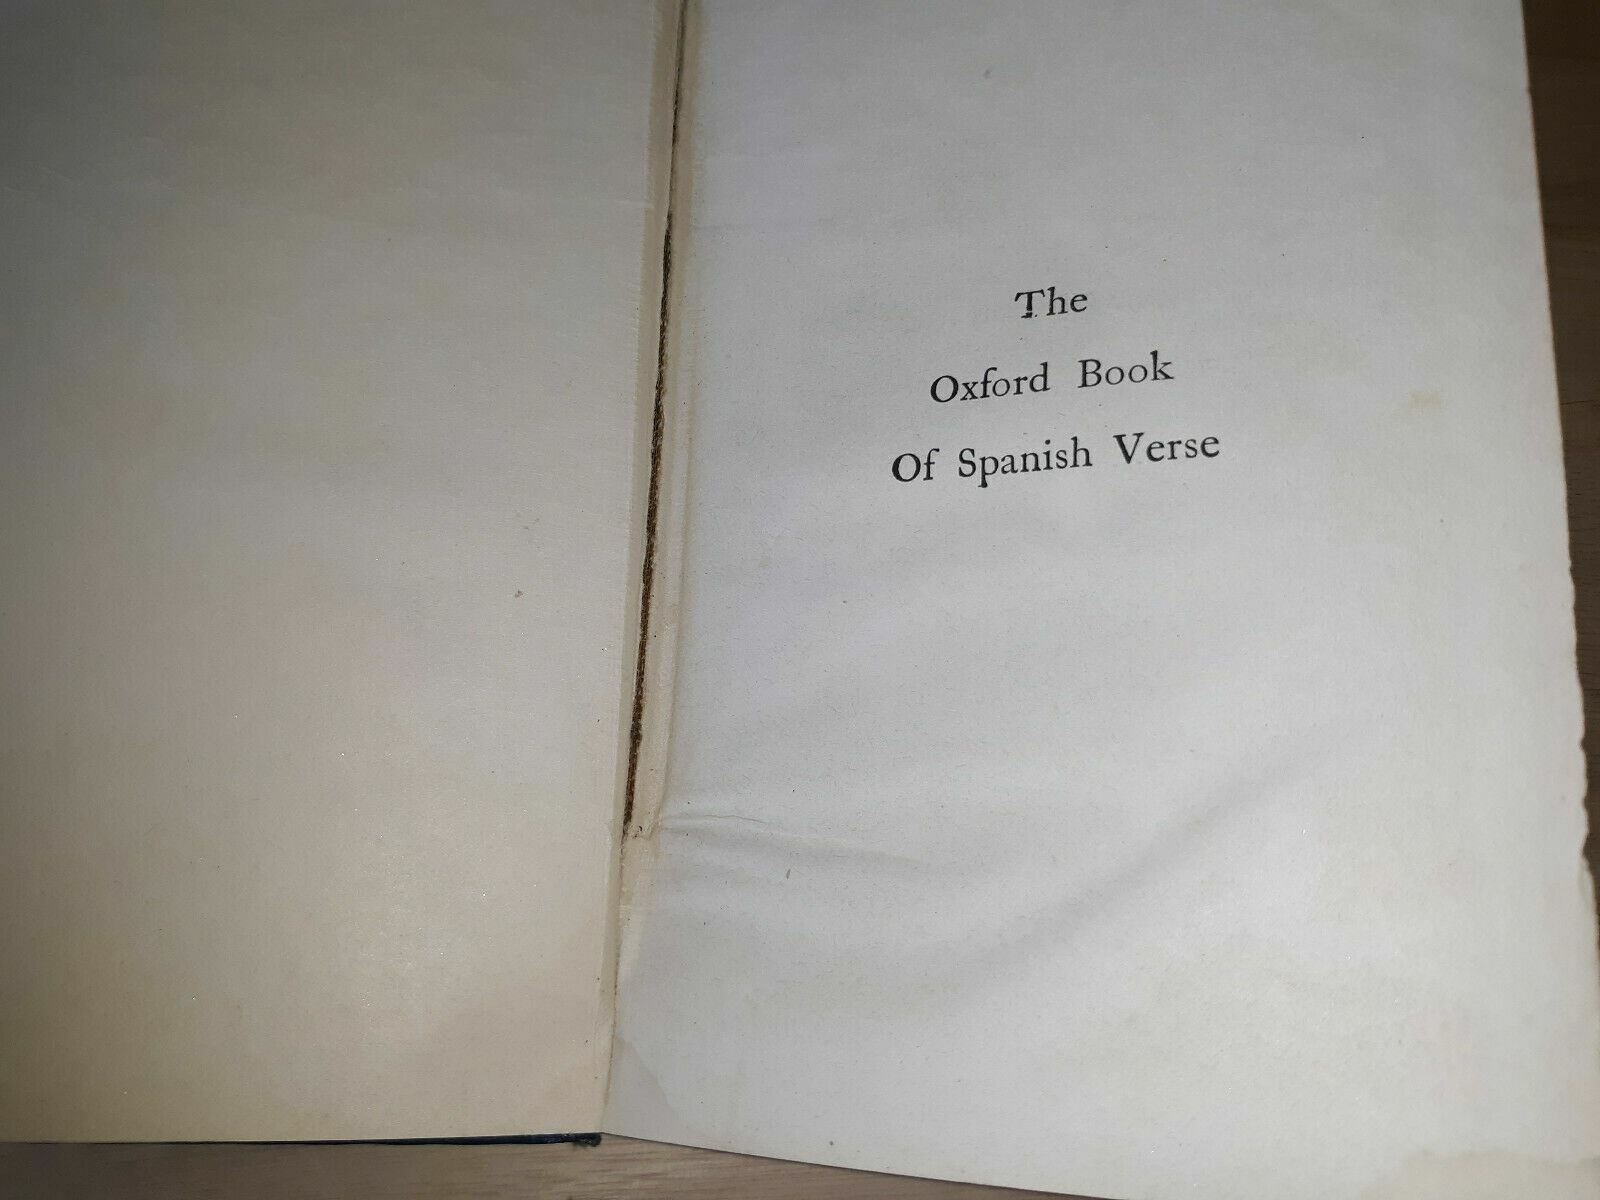 The
Oxford Book
Of Spanish Verse